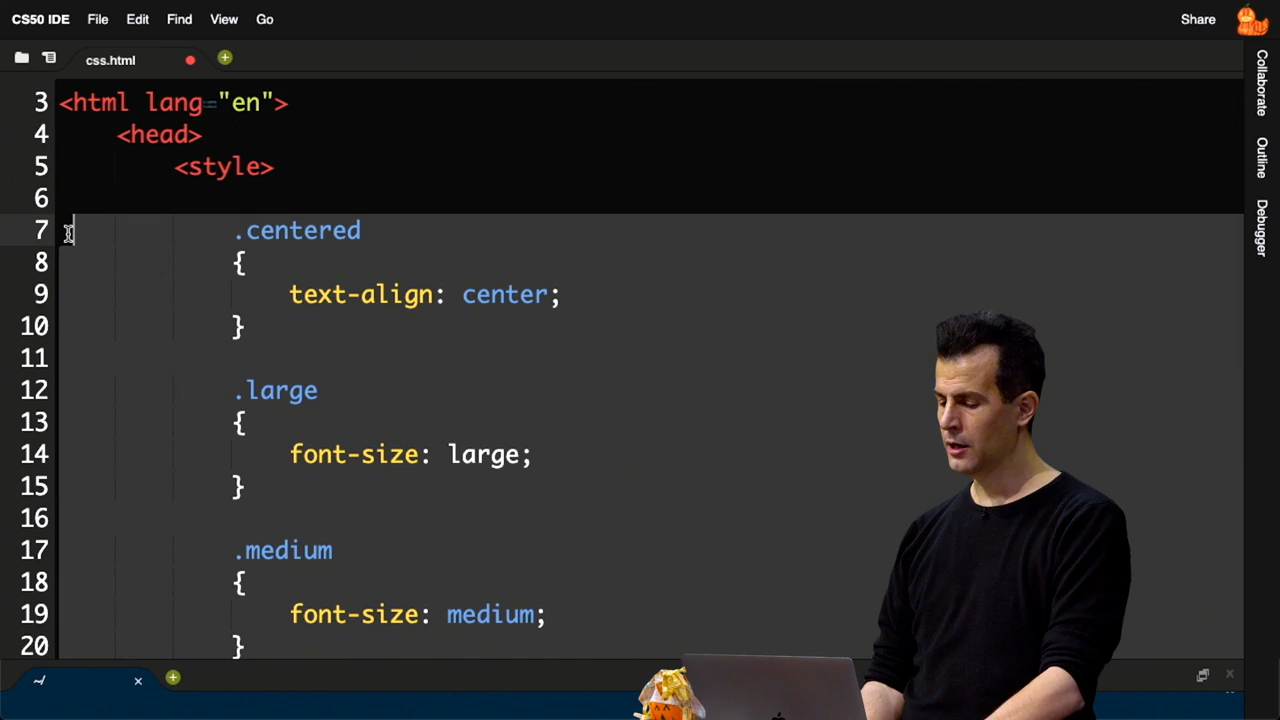 CS50 IDE File Edit Find View Go Share
css.html
3 <html lang="en">
4 <head>
5 <style>
6
7 .centered
8 {
9 text-align: center;
10 }
11
12 .large
13 {
14 font-size: large;
15 }
16
17 .medium
18 {
19 font-size: medium;
20 }
Collaborate
Outline
Debugger